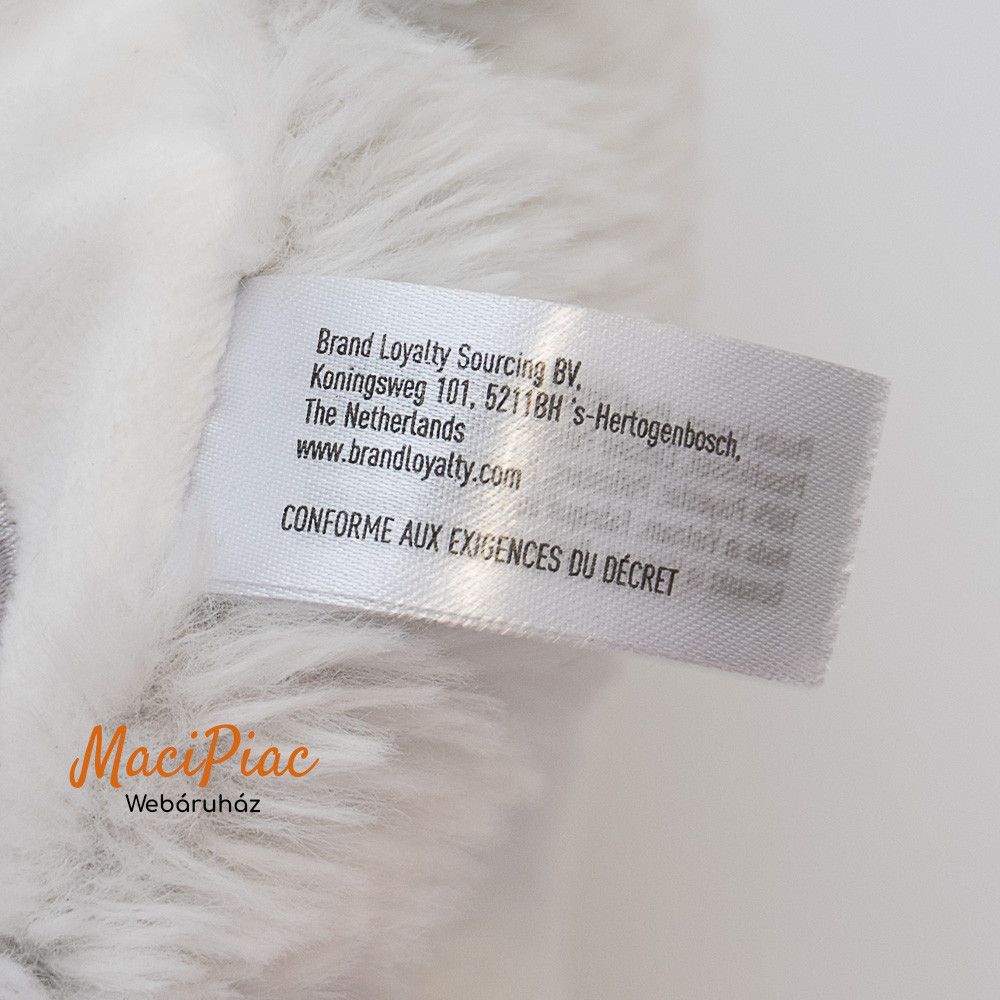 Brand Loyalty Sourcing BV,
Koningsweg 101, 5211BH 's-Hertogenbosch,
The Netherlands
www.brandloyalty.com
CONFORME AUX EXIGENCES DU DÉCRET
MaciPiac
Webáruház